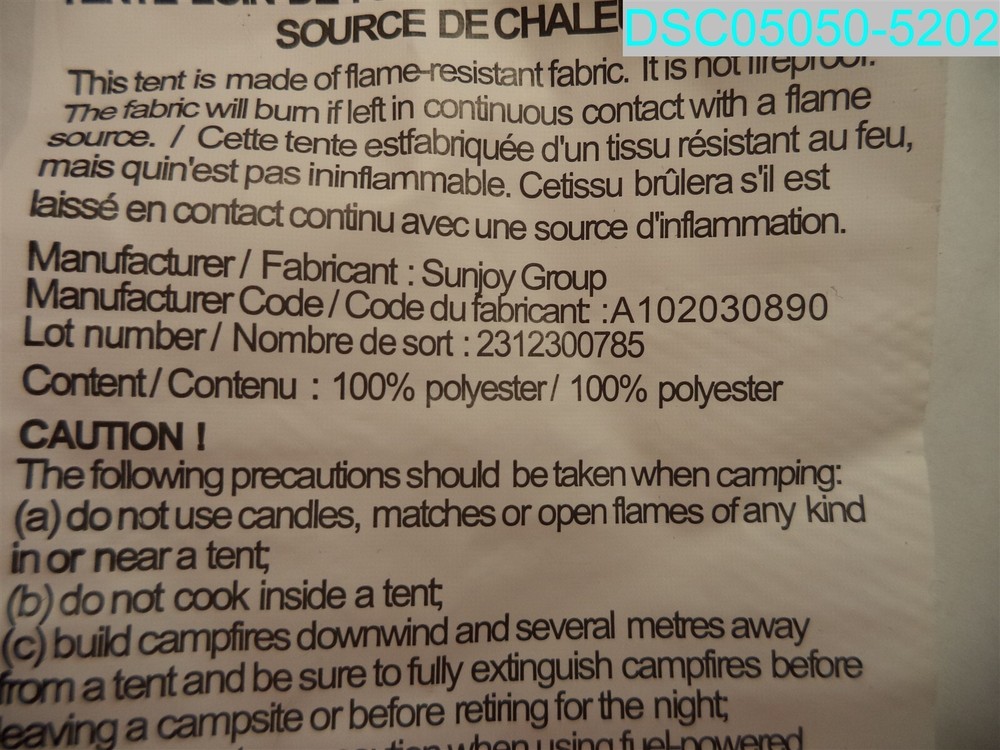 SOURCE DE CHALEU
DSC05050-5202
This tent is made of flame-resistant fabric. It is not fireproof.
The fabric will burn if left in continuous contact with a flame
source. / Cette tente estfabriquée d'un tissu résistant au feu,
mais quin'est pas ininflammable. Cetissu brûlera s'il est
laissé en contact continu avec une source d'inflammation.
Manufacturer / Fabricant : Sunjoy Group
Manufacturer Code / Code du fabricant :A102030890
Lot number / Nombre de sort : 2312300785
Content / Contenu : 100% polyester/ 100% polyester
CAUTION !
The following precautions should be taken when camping:
(a) do not use candles, matches or open flames of any kind
in or near a tent;
(b) do not cook inside a tent;
(c) build campfires downwind and several metres away
from a tent and be sure to fully extinguish campfires before
leaving a campsite or before retiring for the night;
when using fuel-powered